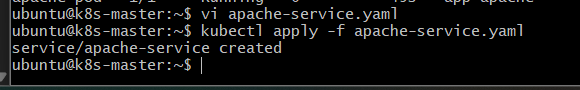 ubuntu@k8s-master:~$ vi apache-service.yaml
ubuntu@k8s-master:~$ kubectl apply -f apache-service.yaml
service/apache-service created
ubuntu@k8s-master:~$